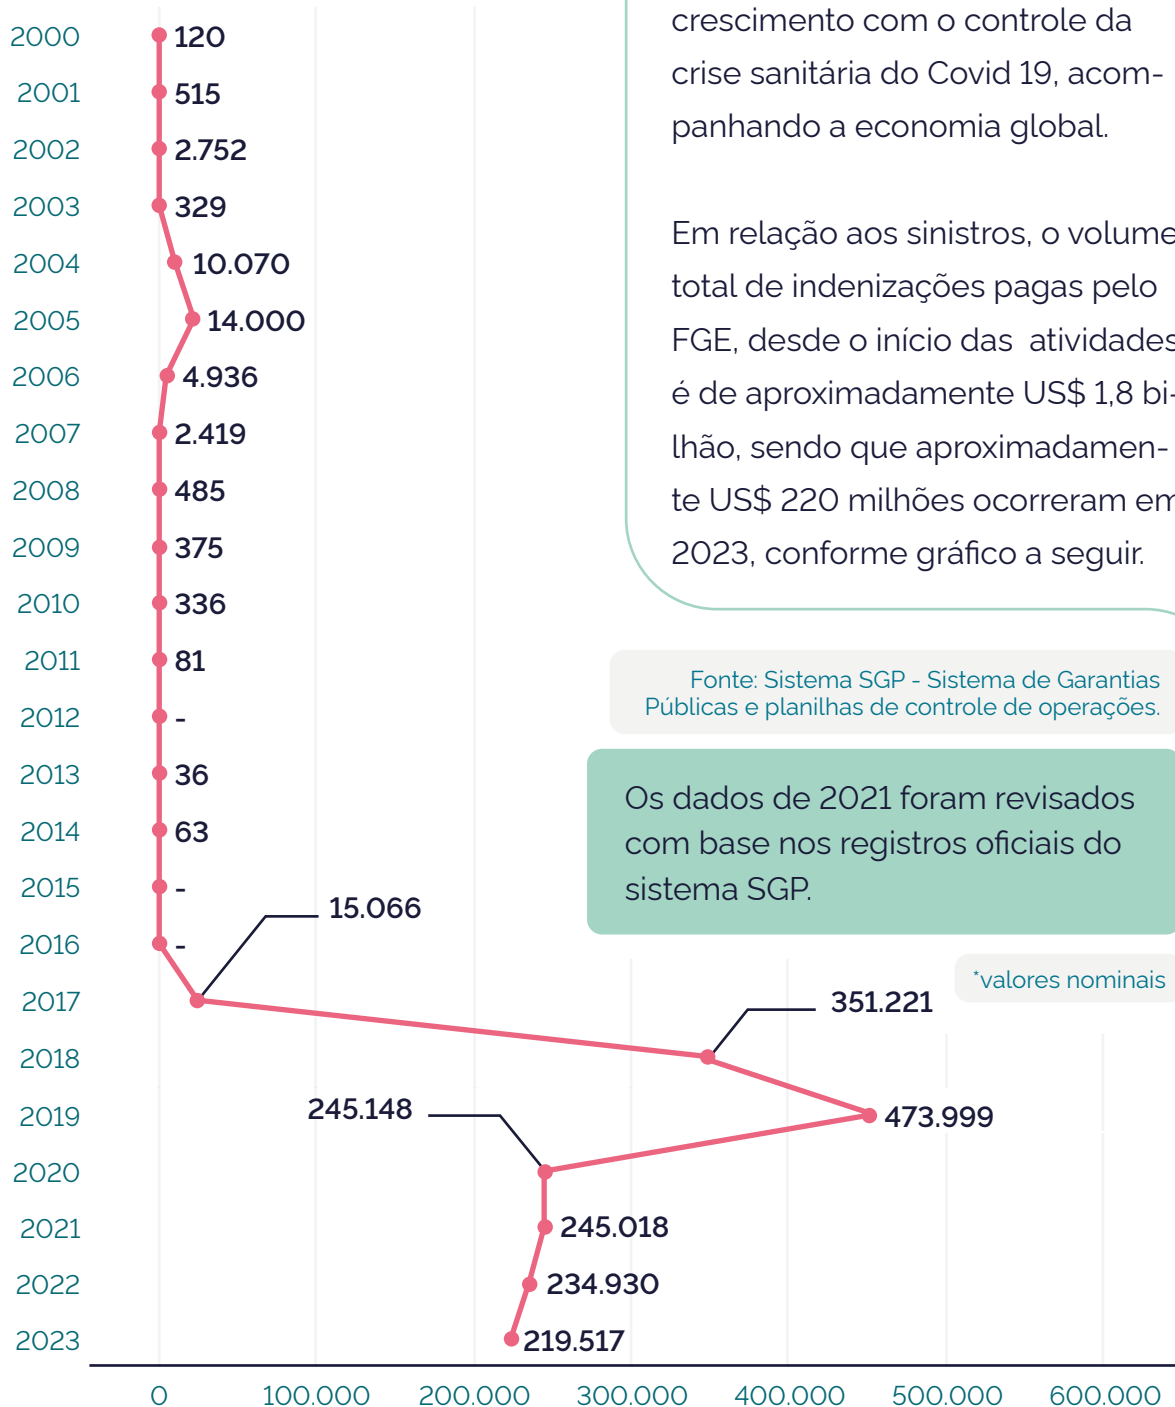 2000 120
2001 515
2002 2.752
2003 329
2004 10.070
2005 14.000
2006 4.936
2007 2.419
2008 485
2009 375
2010 336
2011 81
2012 -
2013 36
2014 63
2015 -
2016 -
2017 15.066
2018 351.221
2019 473.999
2020 245.148
2021 245.018
2022 234.930
2023 219.517
0 100.000 200.000 300.000 400.000 500.000 600.000
crescimento com o controle da
crise sanitária do Covid 19, acom-
panhando a economia global.
Em relação aos sinistros, o volume
total de indenizações pagas pelo
FGE, desde o início das atividades
é de aproximadamente US$ 1,8 bi-
lhão, sendo que aproximadamen-
te US$ 220 milhões ocorreram em
2023, conforme gráfico a seguir.
Fonte: Sistema SGP - Sistema de Garantias
Públicas e planilhas de controle de operações.
Os dados de 2021 foram revisados
com base nos registros oficiais do
sistema SGP.
*valores nominais